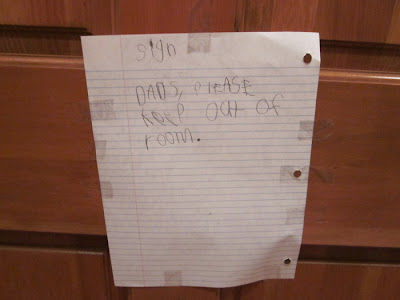 sign
DADS, PlEASE
KEEP OUt OF
room.